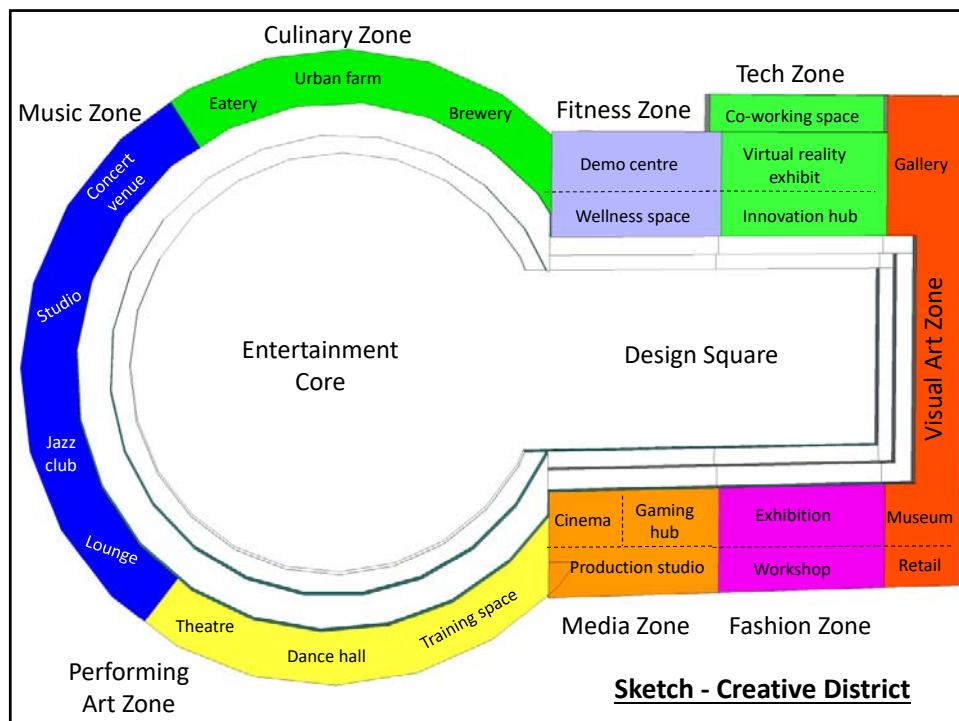 Culinary Zone
Urban farm
Eatery
Brewery
Music Zone
Concert
venue
Studio
Jazz
club
Lounge
Entertainment
Core
Performing
Art Zone
Theatre
Dance hall
Training space
Fitness Zone
Demo centre
Wellness space
Tech Zone
Co-working space
Virtual reality
exhibit
Innovation hub
Gallery
Visual Art Zone
Design Square
Cinema
Gaming
hub
Production studio
Media Zone
Exhibition
Workshop
Fashion Zone
Museum
Retail
Sketch - Creative District